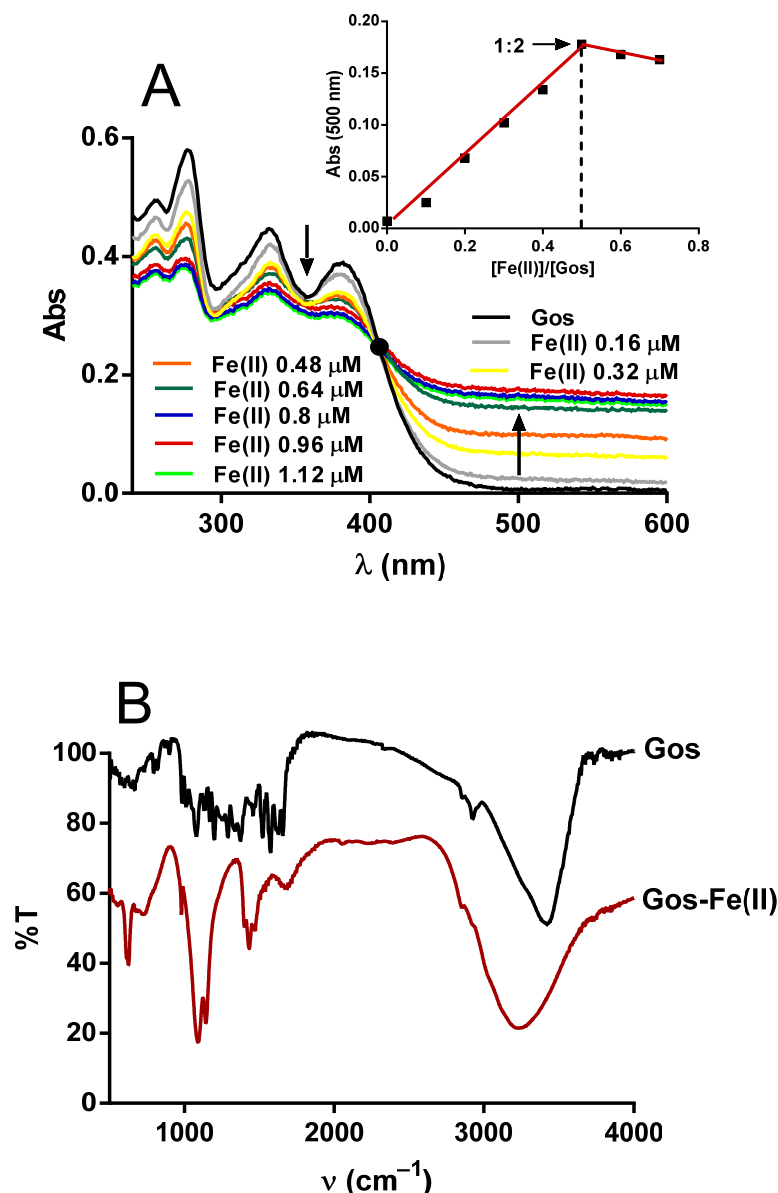 A
Abs (500 nm)
0.20
0.15
0.10
0.05
0.00
1:2
0.0 0.2 0.4 0.6 0.8
[Fe(II)]/[Gos]
Abs
0.6
0.4
0.2
0.0
Gos
Fe(II) 0.16 μM
Fe(II) 0.32 μM
Fe(II) 0.48 μM
Fe(II) 0.64 μM
Fe(II) 0.8 μM
Fe(II) 0.96 μM
Fe(II) 1.12 μM
300 400 500 600
λ (nm)
B
%T
100
80
60
40
20
0
Gos
Gos-Fe(II)
1000 2000 3000 4000
ν (cm⁻¹)